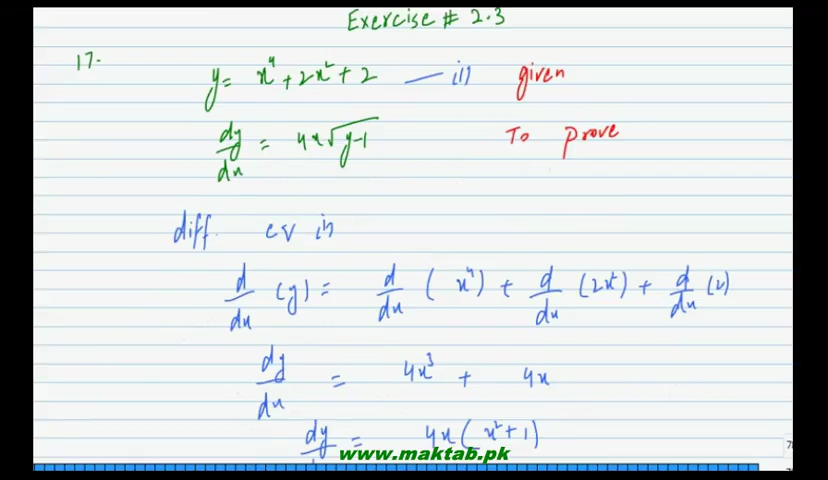 Exercise # 2.3
17.
y = x⁴ + 2x² + 2 — (i) given
dy/dx = 4x√(y-1) To prove
diff. eq (i)
d/dx (y) = d/dx (x⁴) + d/dx (2x²) + d/dx (2)
dy/dx = 4x³ + 4x
dy/ = 4x(x²+1)
www.maktab.pk